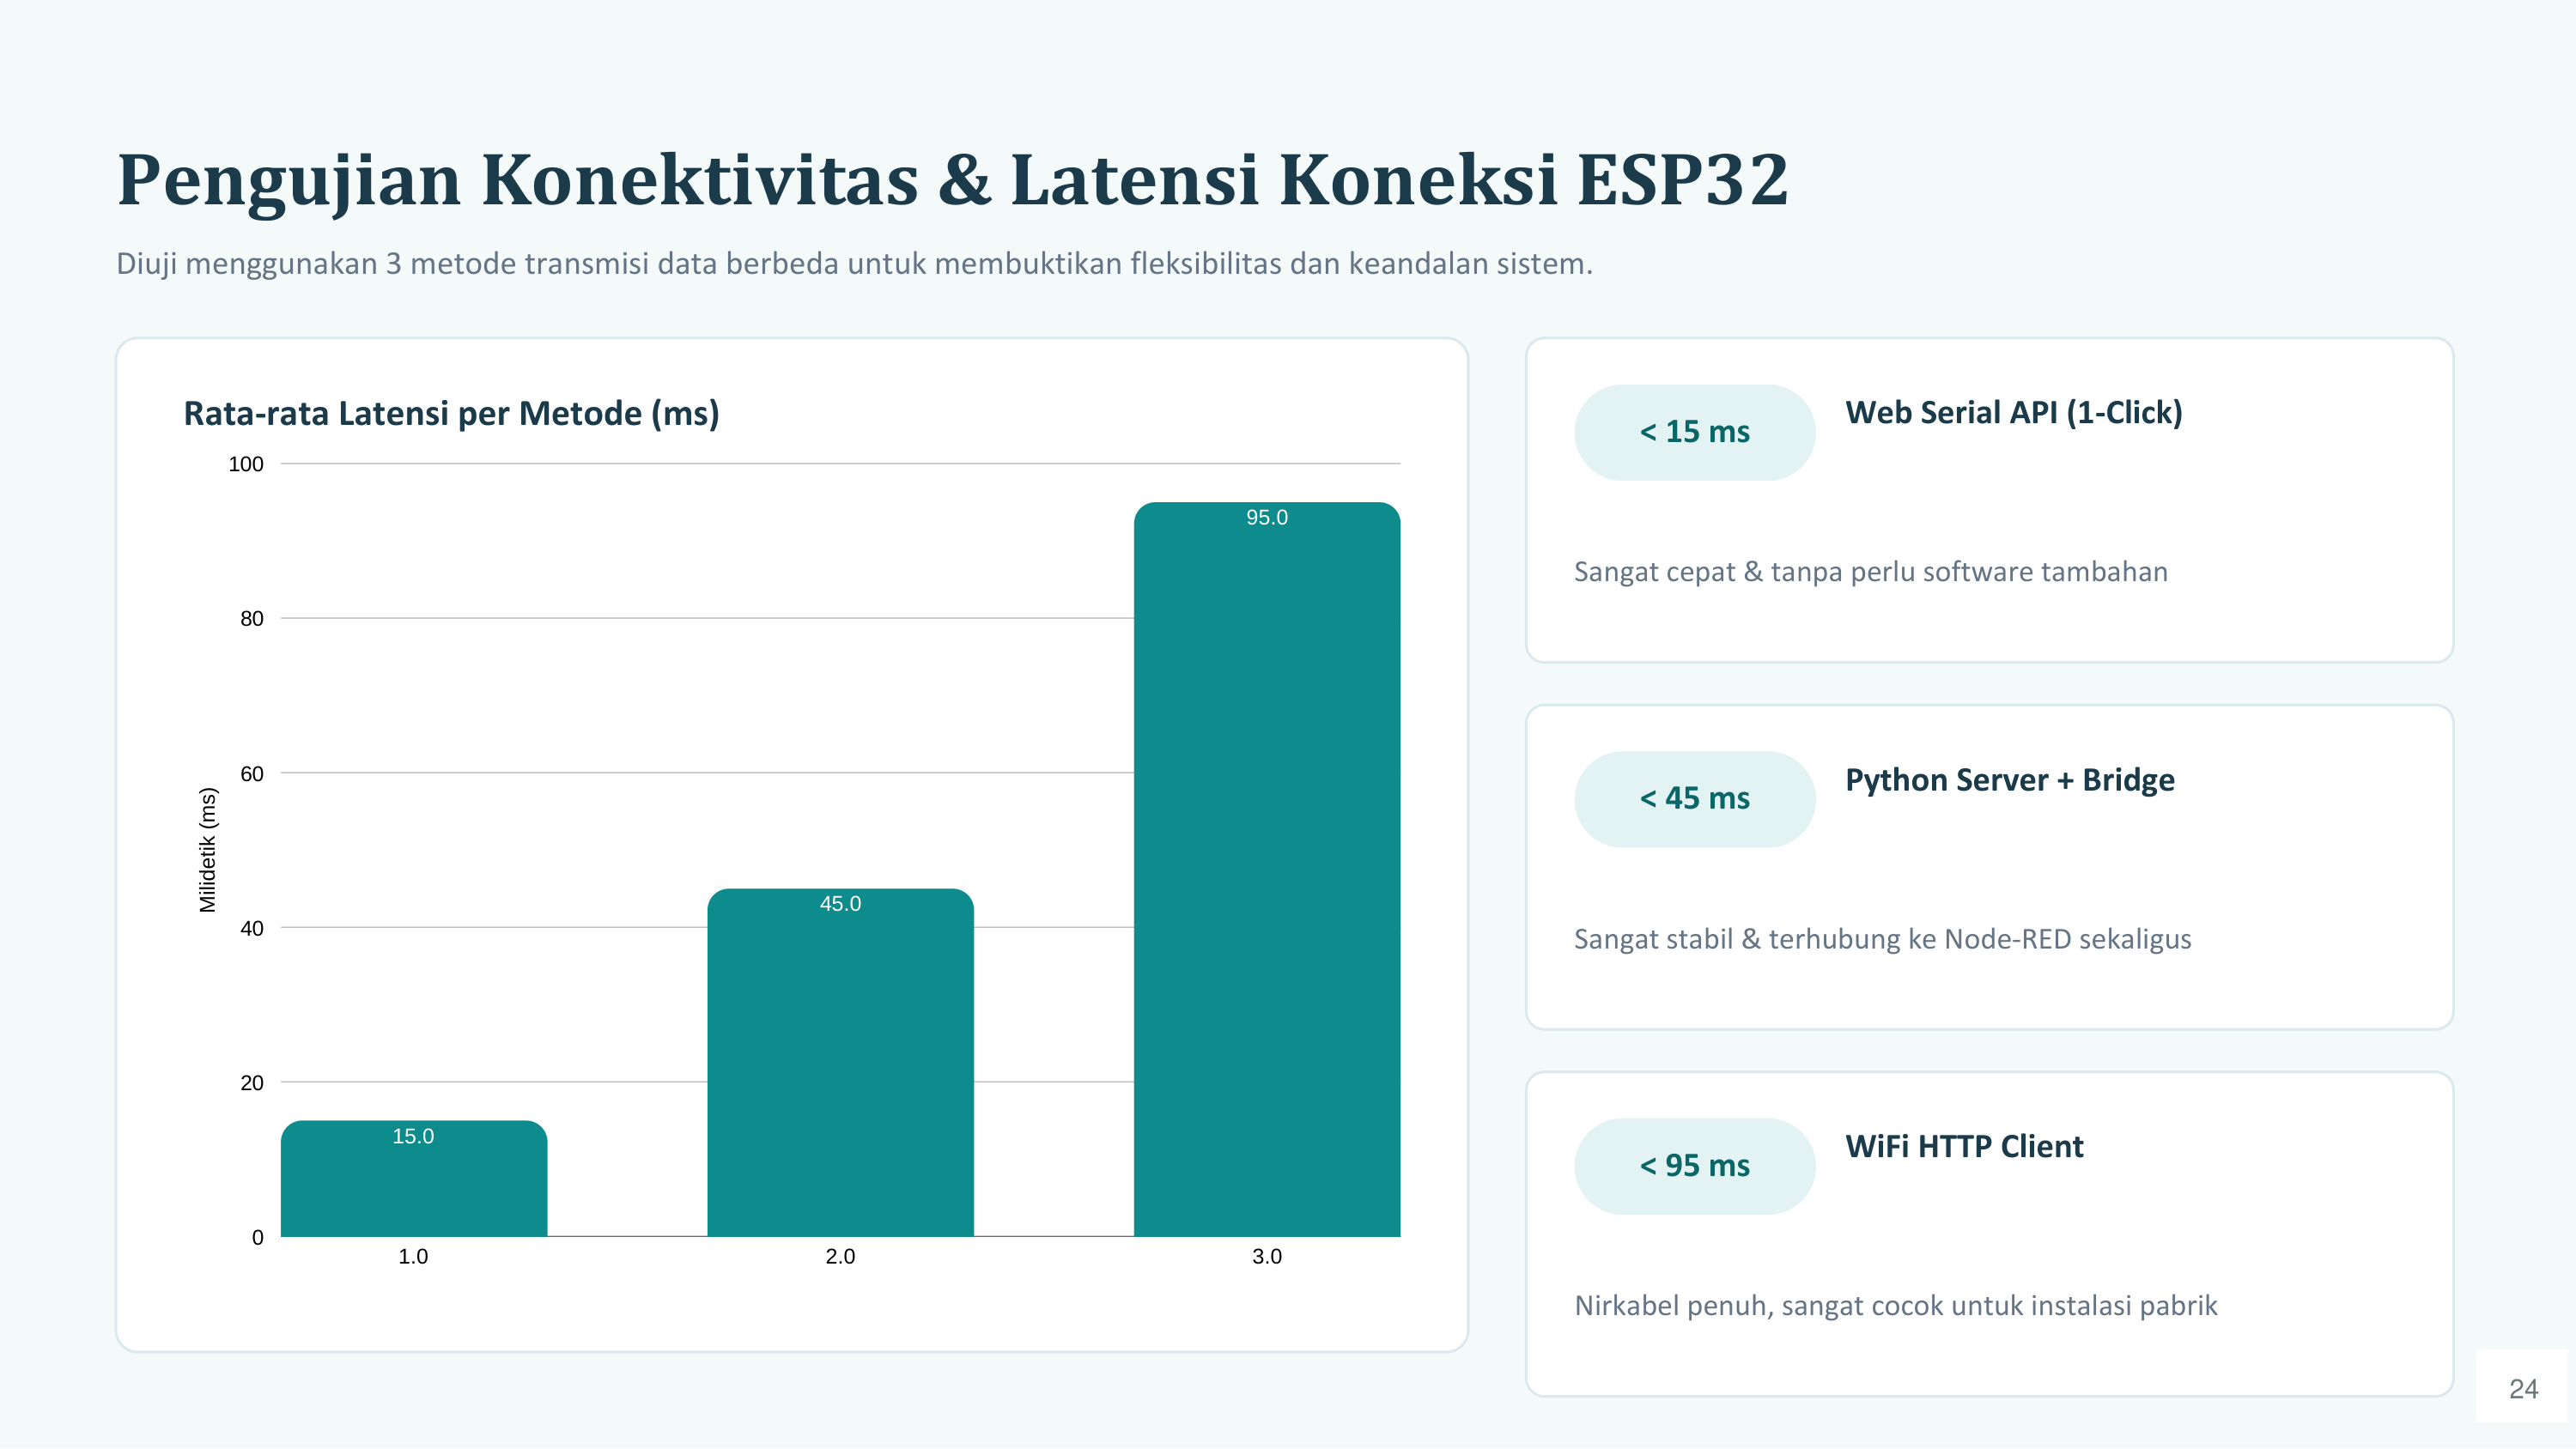 Pengujian Konektivitas & Latensi Koneksi ESP32
Diuji menggunakan 3 metode transmisi data berbeda untuk membuktikan fleksibilitas dan keandalan sistem.
Rata-rata Latensi per Metode (ms)
100
80
60
40
20
0
Milidetik (ms)
15.0
45.0
95.0
1.0
2.0
3.0
< 15 ms
Web Serial API (1-Click)
Sangat cepat & tanpa perlu software tambahan
< 45 ms
Python Server + Bridge
Sangat stabil & terhubung ke Node-RED sekaligus
< 95 ms
WiFi HTTP Client
Nirkabel penuh, sangat cocok untuk instalasi pabrik
24